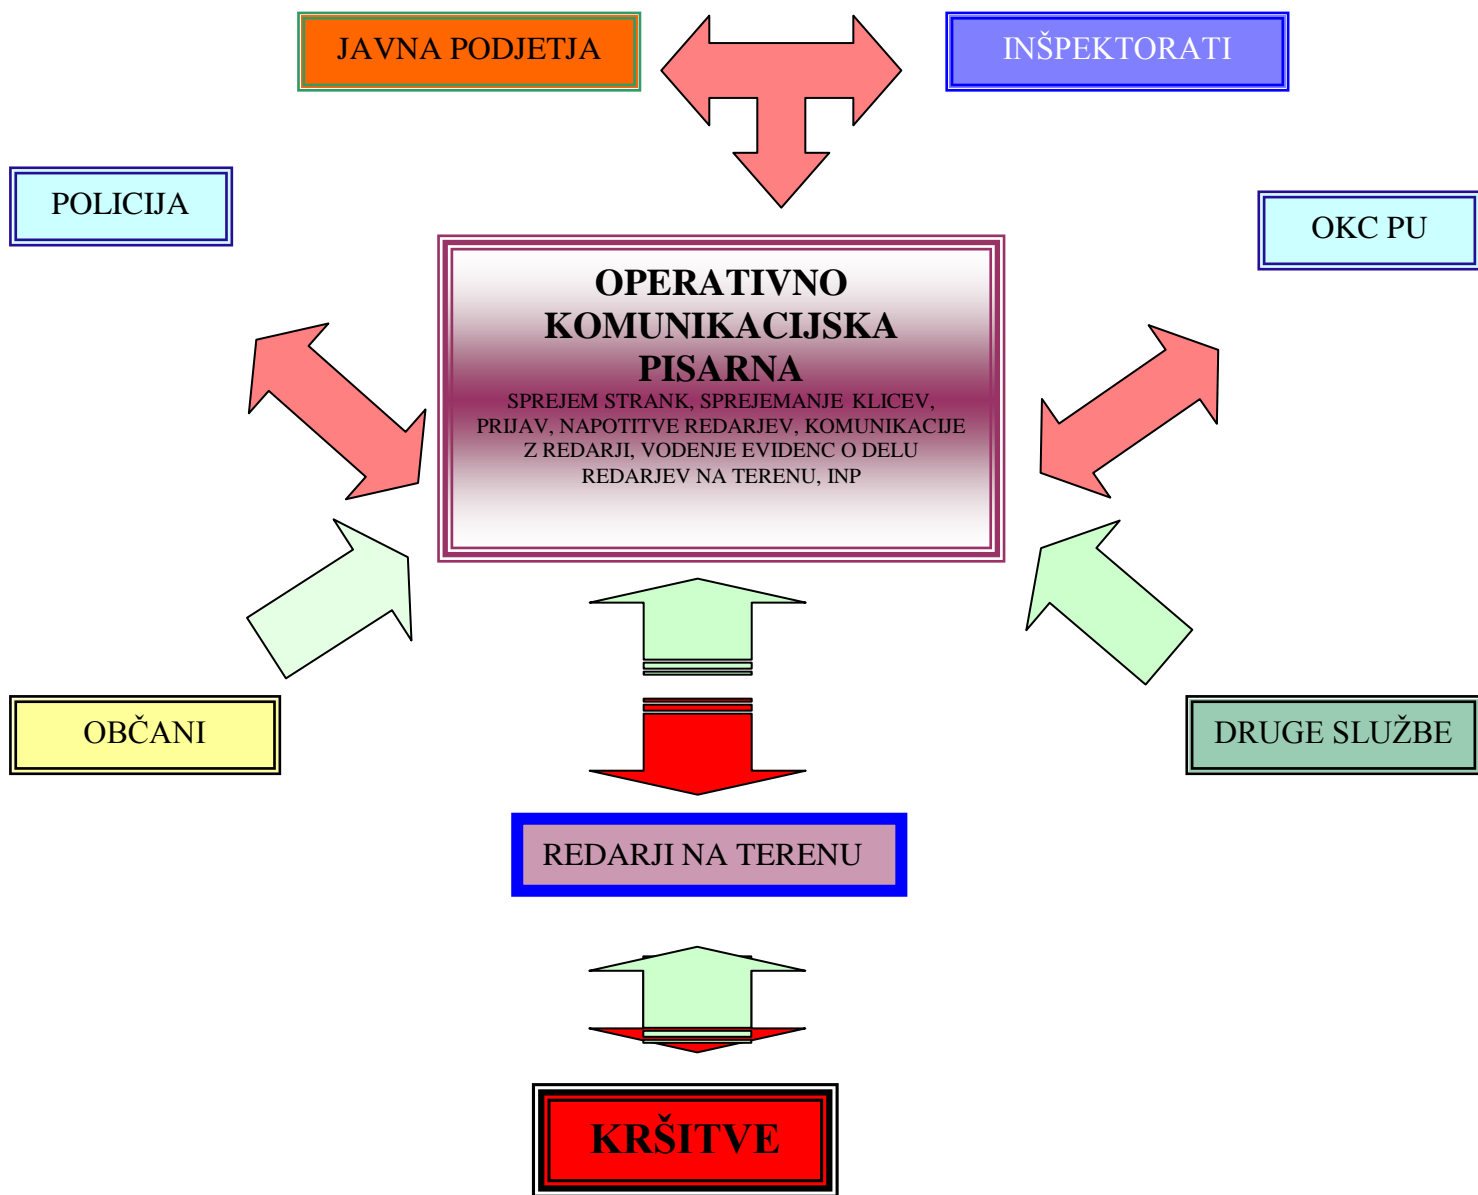 JAVNA PODJETJA
INŠPEKTORATI
POLICIJA
OKC PU
OPERATIVNO
KOMUNIKACIJSKA
PISARNA
SPREJEM STRANK, SPREJEMANJE KLICEV,
PRIJAV, NAPOTITVE REDARJEV, KOMUNIKACIJE
Z REDARJI, VODENJE EVIDENC O DELU
REDARJEV NA TERENU, INP
OBČANI
DRUGE SLUŽBE
REDARJI NA TERENU
KRŠITVE